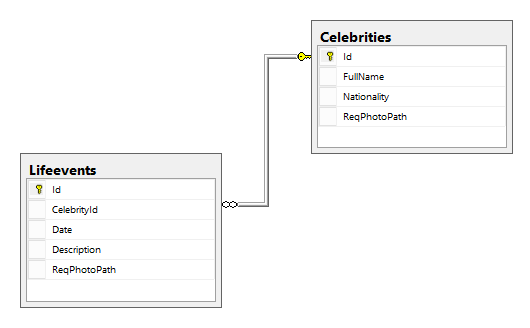 Celebrities
Id
FullName
Nationality
ReqPhotoPath
Lifeevents
Id
CelebrityId
Date
Description
ReqPhotoPath